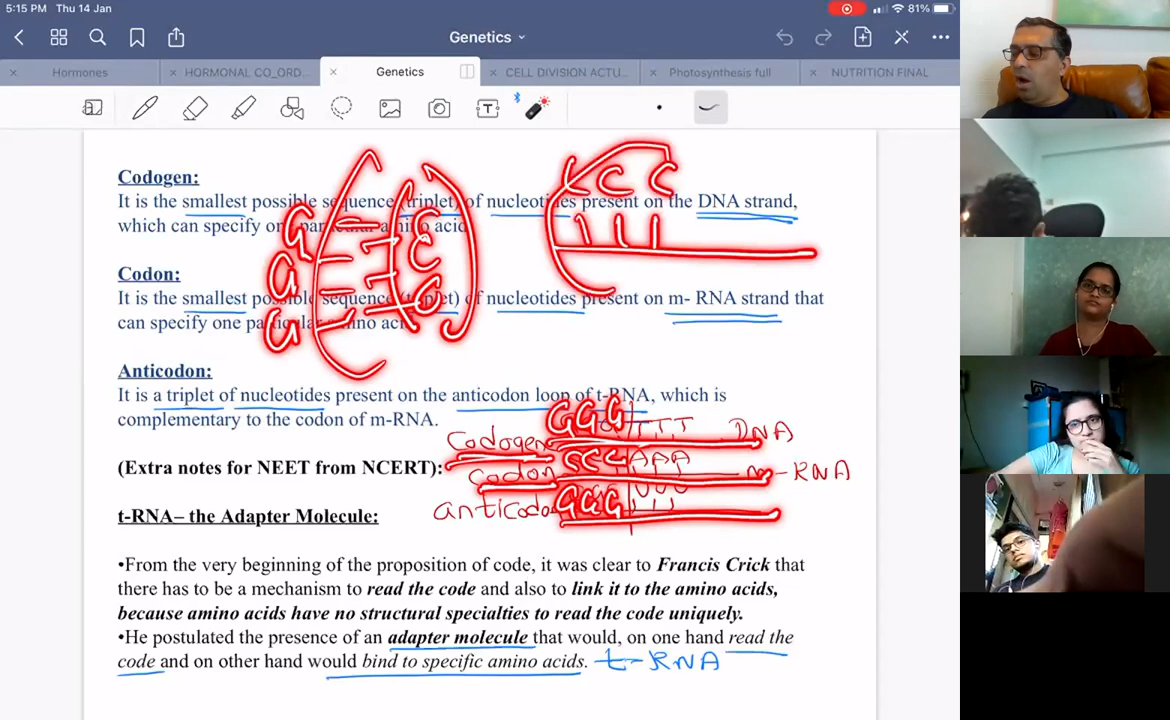 5:15 PM Thu 14 Jan 81%
Genetics
Hormones HORMONAL CO_ORD... Genetics CELL DIVISION ACTU... Photosynthesis full NUTRITION FINAL
Codogen:
It is the smallest possible sequence (triplet) of nucleotides present on the DNA strand,
which can specify one particular amino acid
C C C
G C
G C
G C
Codon:
It is the smallest possible sequence (triplet) of nucleotides present on m- RNA strand that
can specify one particular amino acid
Anticodon:
It is a triplet of nucleotides present on the anticodon loop of t-RNA, which is
complementary to the codon of m-RNA.
Codogen GGG TTT DNA
(Extra notes for NEET from NCERT): Codon CCC AAA m-RNA
anticodo GGG UUU
t-RNA– the Adapter Molecule:
•From the very beginning of the proposition of code, it was clear to Francis Crick that
there has to be a mechanism to read the code and also to link it to the amino acids,
because amino acids have no structural specialties to read the code uniquely.
•He postulated the presence of an adapter molecule that would, on one hand read the
code and on other hand would bind to specific amino acids. t-RNA